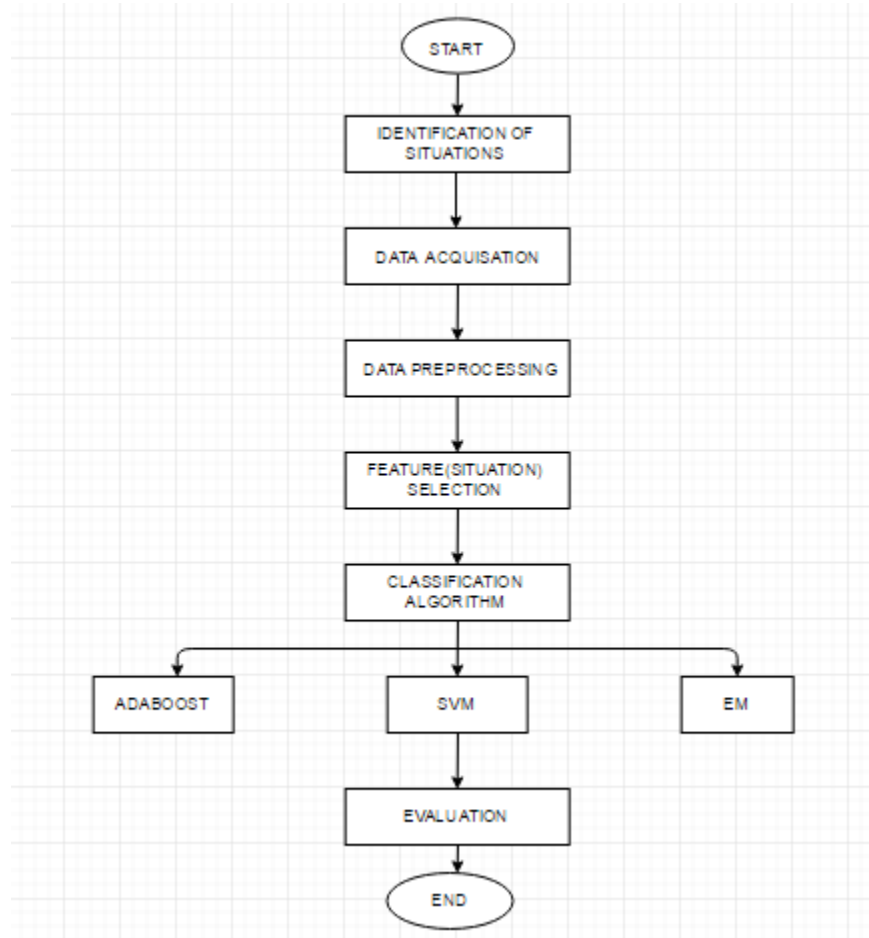 START
IDENTIFICATION OF
SITUATIONS
DATA ACQUISATION
DATA PREPROCESSING
FEATURE(SITUATION)
SELECTION
CLASSIFICATION
ALGORITHM
ADABOOST
SVM
EM
EVALUATION
END